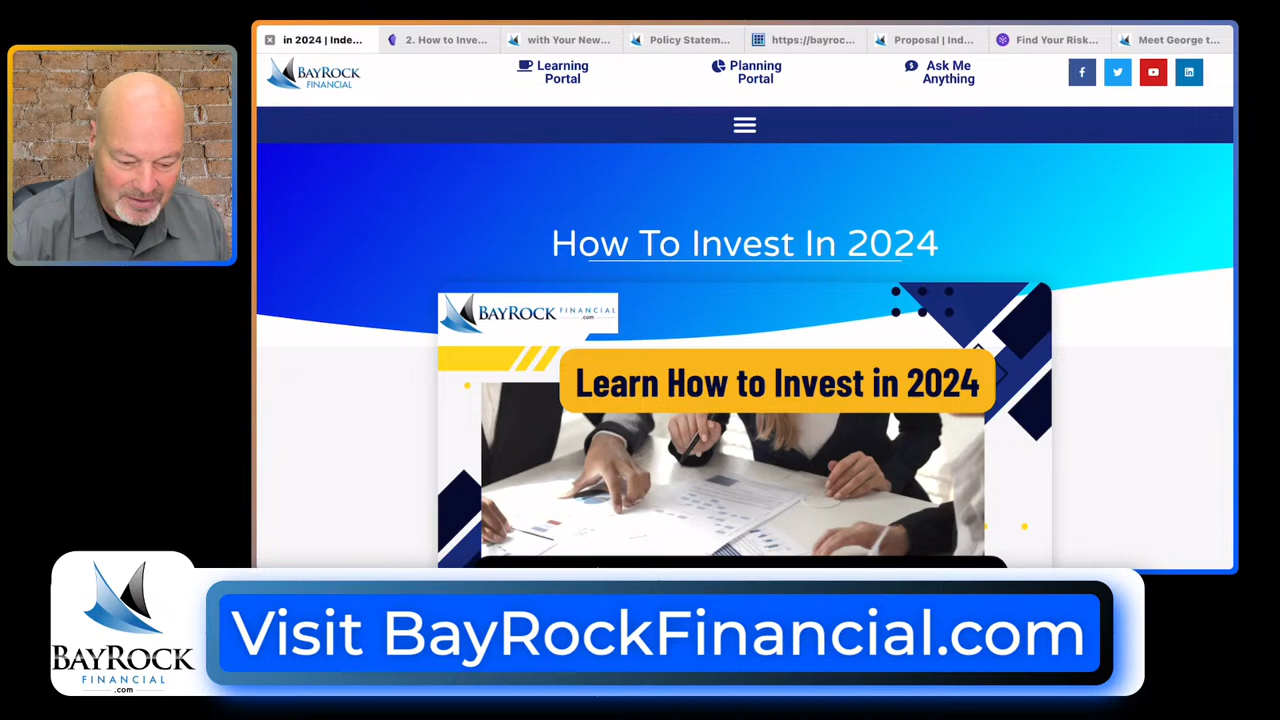 in 2024 | Inde...
2. How to Inve...
with Your New...
Policy Statem...
https://bayroc...
Proposal | Ind...
Find Your Risk...
Meet George t...
BAYROCK
FINANCIAL
Learning
Portal
Planning
Portal
Ask Me
Anything
How To Invest In 2024
BAYROCK FINANCIAL
.com
Learn How to Invest in 2024
BAYROCK
FINANCIAL
.com
Visit BayRockFinancial.com